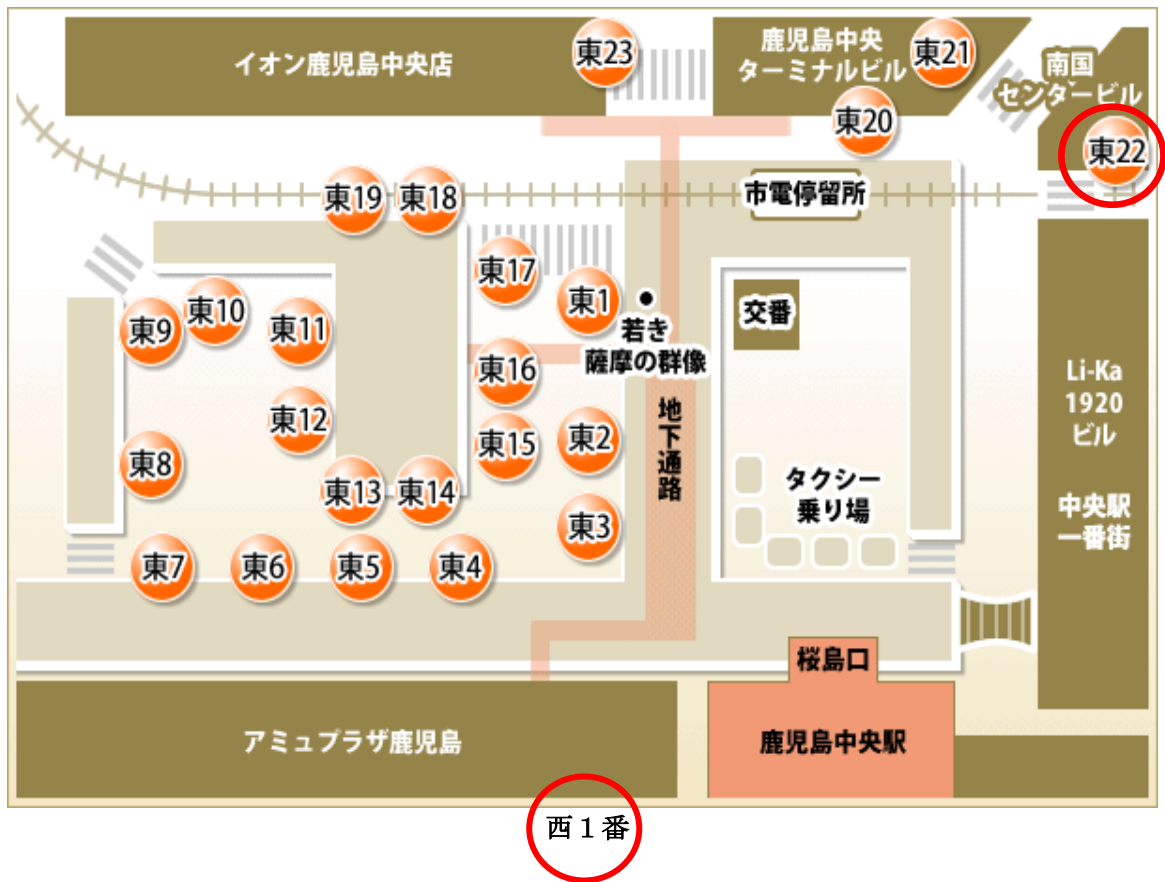 イオン鹿児島中央店
東23
鹿児島中央
ターミナルビル
東21
南国
センタービル
東20
東22
東19
東18
市電停留所
東17
東1
東9
東10
東11
若き
薩摩の群像
交番
東16
Li-Ka
1920
ビル
東12
東8
東15
東2
地下通路
東13
東14
タクシー
乗り場
中央駅
一番街
東3
東7
東6
東5
東4
桜島口
アミュプラザ鹿児島
鹿児島中央駅
西1番